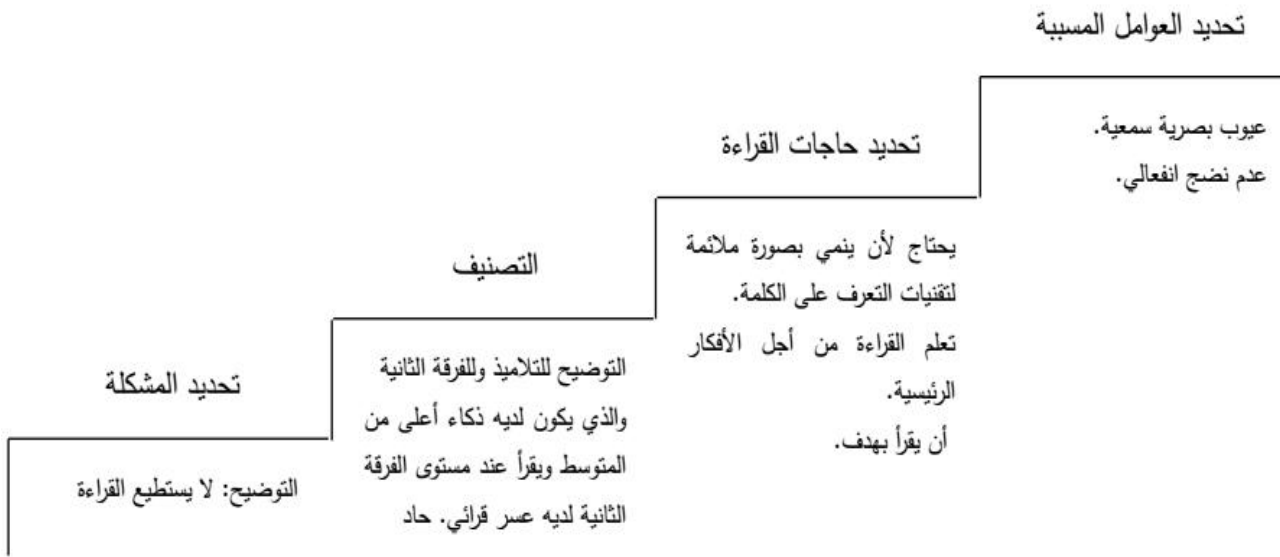 تحديد المشكلة
التوضيح: لا يستطيع القراءة
التصنيف
التوضيح للتلاميذ وللفرقة الثانية
والذي يكون لديه ذكاء أعلى من
المتوسط ويقرأ عند مستوى الفرقة
الثانية لديه عسر قرائي. حاد
تحديد حاجات القراءة
يحتاج لأن ينمي بصورة ملائمة
لتقنيات التعرف على الكلمة.
تعلم القراءة من أجل الأفكار
الرئيسية.
أن يقرأ بهدف.
تحديد العوامل المسببة
عيوب بصرية سمعية.
عدم نضج انفعالي.